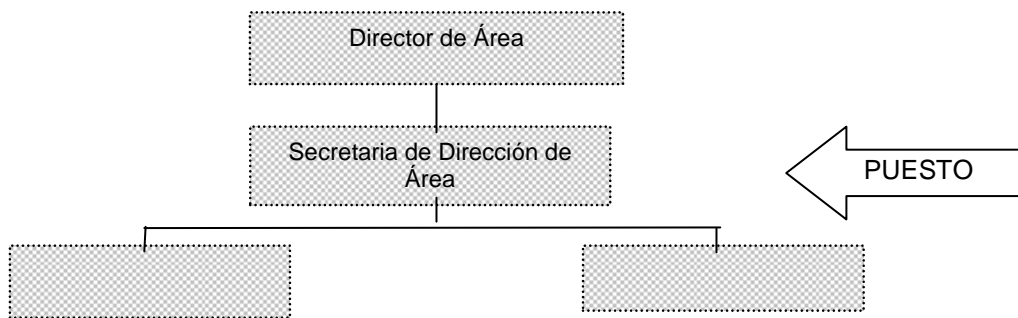 Director de Área
Secretaria de Dirección de
Área
PUESTO